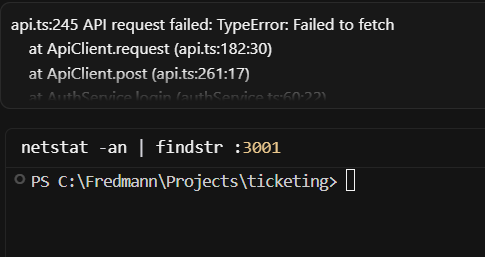 api.ts:245 API request failed: TypeError: Failed to fetch
at ApiClient.request (api.ts:182:30)
at ApiClient.post (api.ts:261:17)
at AuthService.login (authService.ts:60:22)
netstat -an | findstr :3001
PS C:\Fredmann\Projects\ticketing>